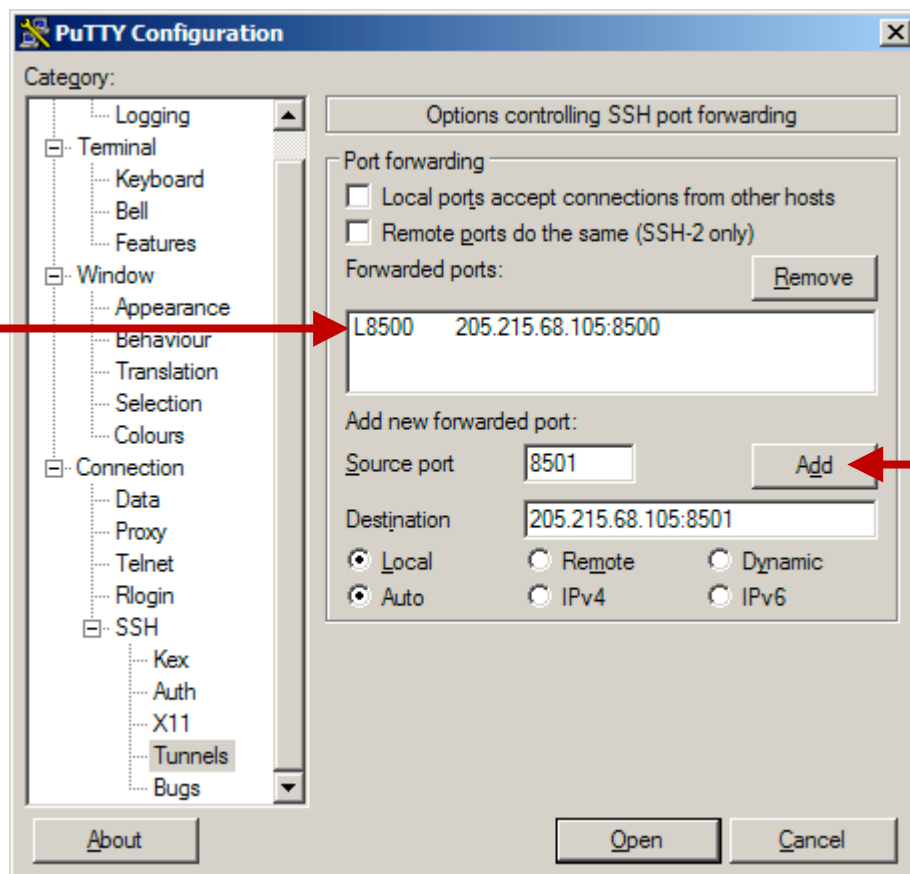 PuTTY Configuration
Category:
Logging
Terminal
Keyboard
Bell
Features
Window
Appearance
Behaviour
Translation
Selection
Colours
Connection
Data
Proxy
Telnet
Rlogin
SSH
Kex
Auth
X11
Tunnels
Bugs
Options controlling SSH port forwarding
Port forwarding
Local ports accept connections from other hosts
Remote ports do the same (SSH-2 only)
Forwarded ports:
Remove
L8500 205.215.68.105:8500
Add new forwarded port:
Source port 8501 Add
Destination 205.215.68.105:8501
Local Remote Dynamic
Auto IPv4 IPv6
About Open Cancel